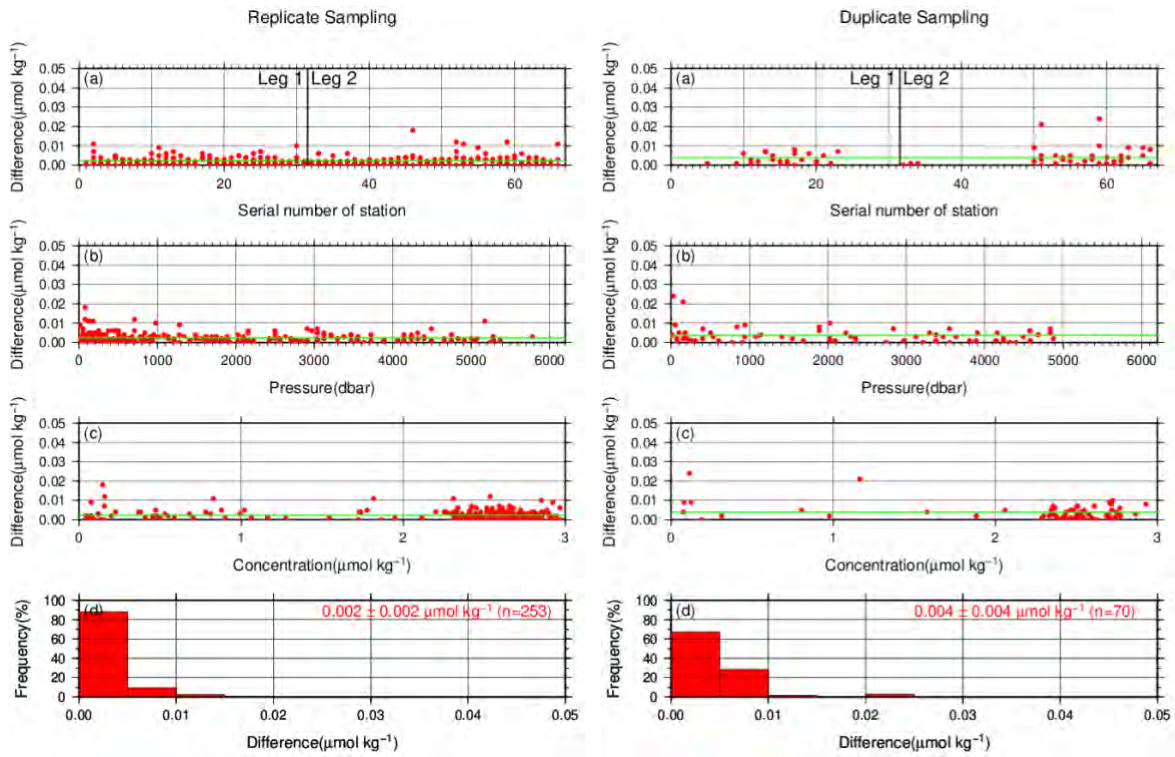 Replicate Sampling
Difference(μmol kg⁻¹)
0.05
0.04
0.03
0.02
0.01
0.00
(a)
Leg 1 Leg 2
0 20 40 60
Serial number of station
Difference(μmol kg⁻¹)
0.05
0.04
0.03
0.02
0.01
0.00
(b)
0 1000 2000 3000 4000 5000 6000
Pressure(dbar)
Difference(μmol kg⁻¹)
0.05
0.04
0.03
0.02
0.01
0.00
(c)
0 1 2 3
Concentration(μmol kg⁻¹)
Frequency(%)
100
80
60
40
20
0
(d)
0.002 ± 0.002 μmol kg⁻¹ (n=253)
0.00 0.01 0.02 0.03 0.04 0.05
Difference(μmol kg⁻¹)
Duplicate Sampling
Difference(μmol kg⁻¹)
0.05
0.04
0.03
0.02
0.01
0.00
(a)
Leg 1 Leg 2
0 20 40 60
Serial number of station
Difference(μmol kg⁻¹)
0.05
0.04
0.03
0.02
0.01
0.00
(b)
0 1000 2000 3000 4000 5000 6000
Pressure(dbar)
Difference(μmol kg⁻¹)
0.05
0.04
0.03
0.02
0.01
0.00
(c)
0 1 2 3
Concentration(μmol kg⁻¹)
Frequency(%)
100
80
60
40
20
0
(d)
0.004 ± 0.004 μmol kg⁻¹ (n=70)
0.00 0.01 0.02 0.03 0.04 0.05
Difference(μmol kg⁻¹)